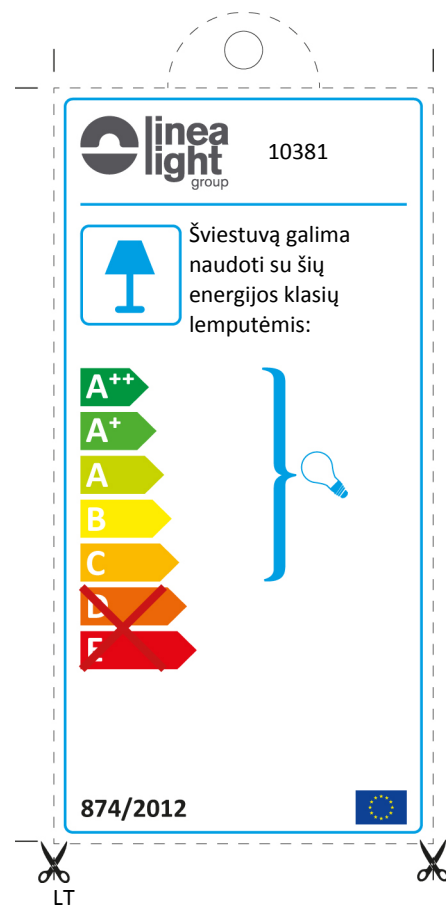 linea
light
group
10381
Šviestuvą galima
naudoti su šių
energijos klasių
lemputėmis:
A++
A+
A
B
C
D
E
874/2012
LT